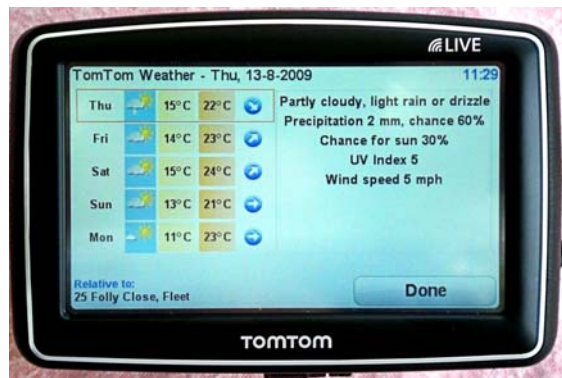 LIVE
TomTom Weather - Thu, 13-8-2009 11:29
Thu 15°C 22°C
Fri 14°C 23°C
Sat 15°C 24°C
Sun 13°C 21°C
Mon 11°C 23°C
Partly cloudy, light rain or drizzle
Precipitation 2 mm, chance 60%
Chance for sun 30%
UV Index 5
Wind speed 5 mph
Relative to:
25 Folly Close, Fleet
Done
TOMTOM